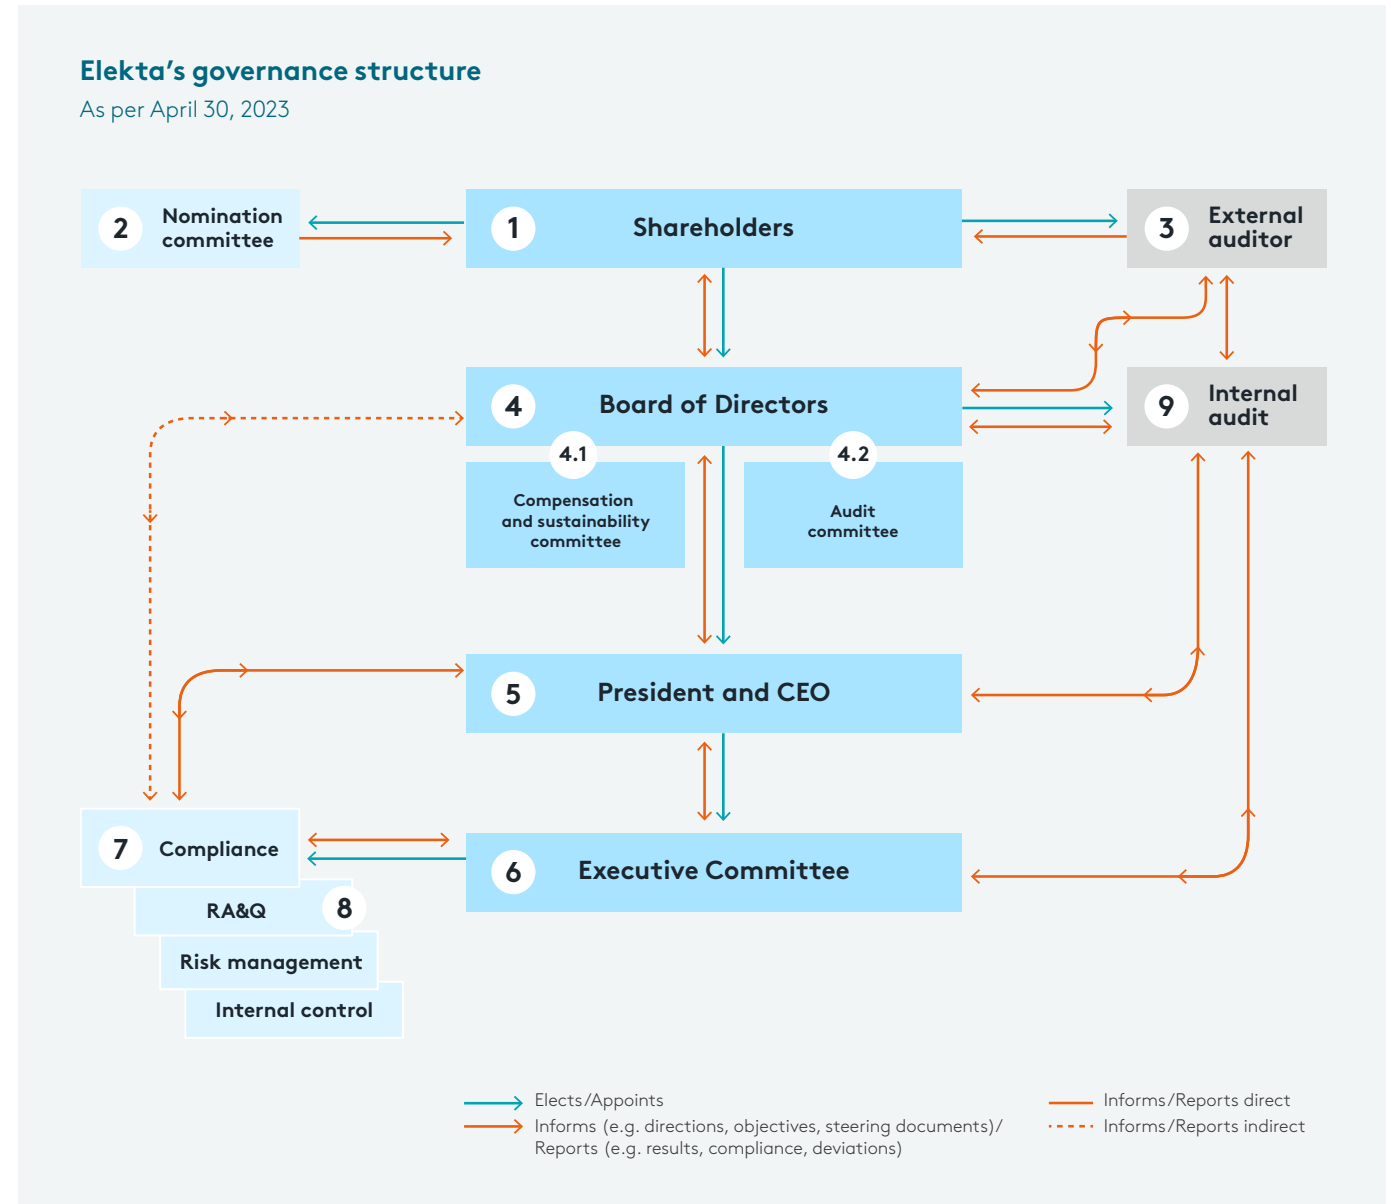 Elekta's governance structure
As per April 30, 2023
2
Nomination
committee
1
Shareholders
3
External
auditor
4
Board of Directors
9
Internal
audit
4.1
Compensation
and sustainability
committee
4.2
Audit
committee
5
President and CEO
7
Compliance
6
Executive Committee
RA&Q
8
Risk management
Internal control
Elects/Appoints
Informs (e.g. directions, objectives, steering documents)/
Reports (e.g. results, compliance, deviations)
Informs/Reports direct
Informs/Reports indirect